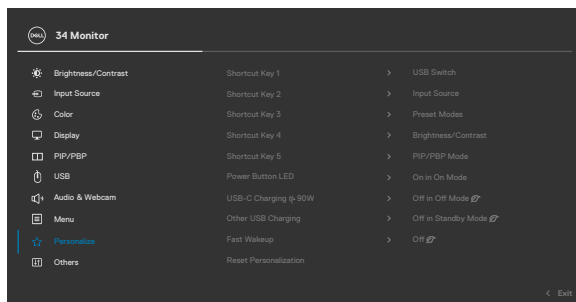 DELL 34 Monitor
Brightness/Contrast Shortcut Key 1 > USB Switch
Input Source Shortcut Key 2 > Input Source
Color Shortcut Key 3 > Preset Modes
Display Shortcut Key 4 > Brightness/Contrast
PIP/PBP Shortcut Key 5 > PIP/PBP Mode
USB Power Button LED > On in On Mode
Audio & Webcam USB-C Charging 90W > Off in Off Mode
Menu Other USB Charging > Off in Standby Mode
Personalize Fast Wakeup > Off
Others Reset Personalization
< Exit